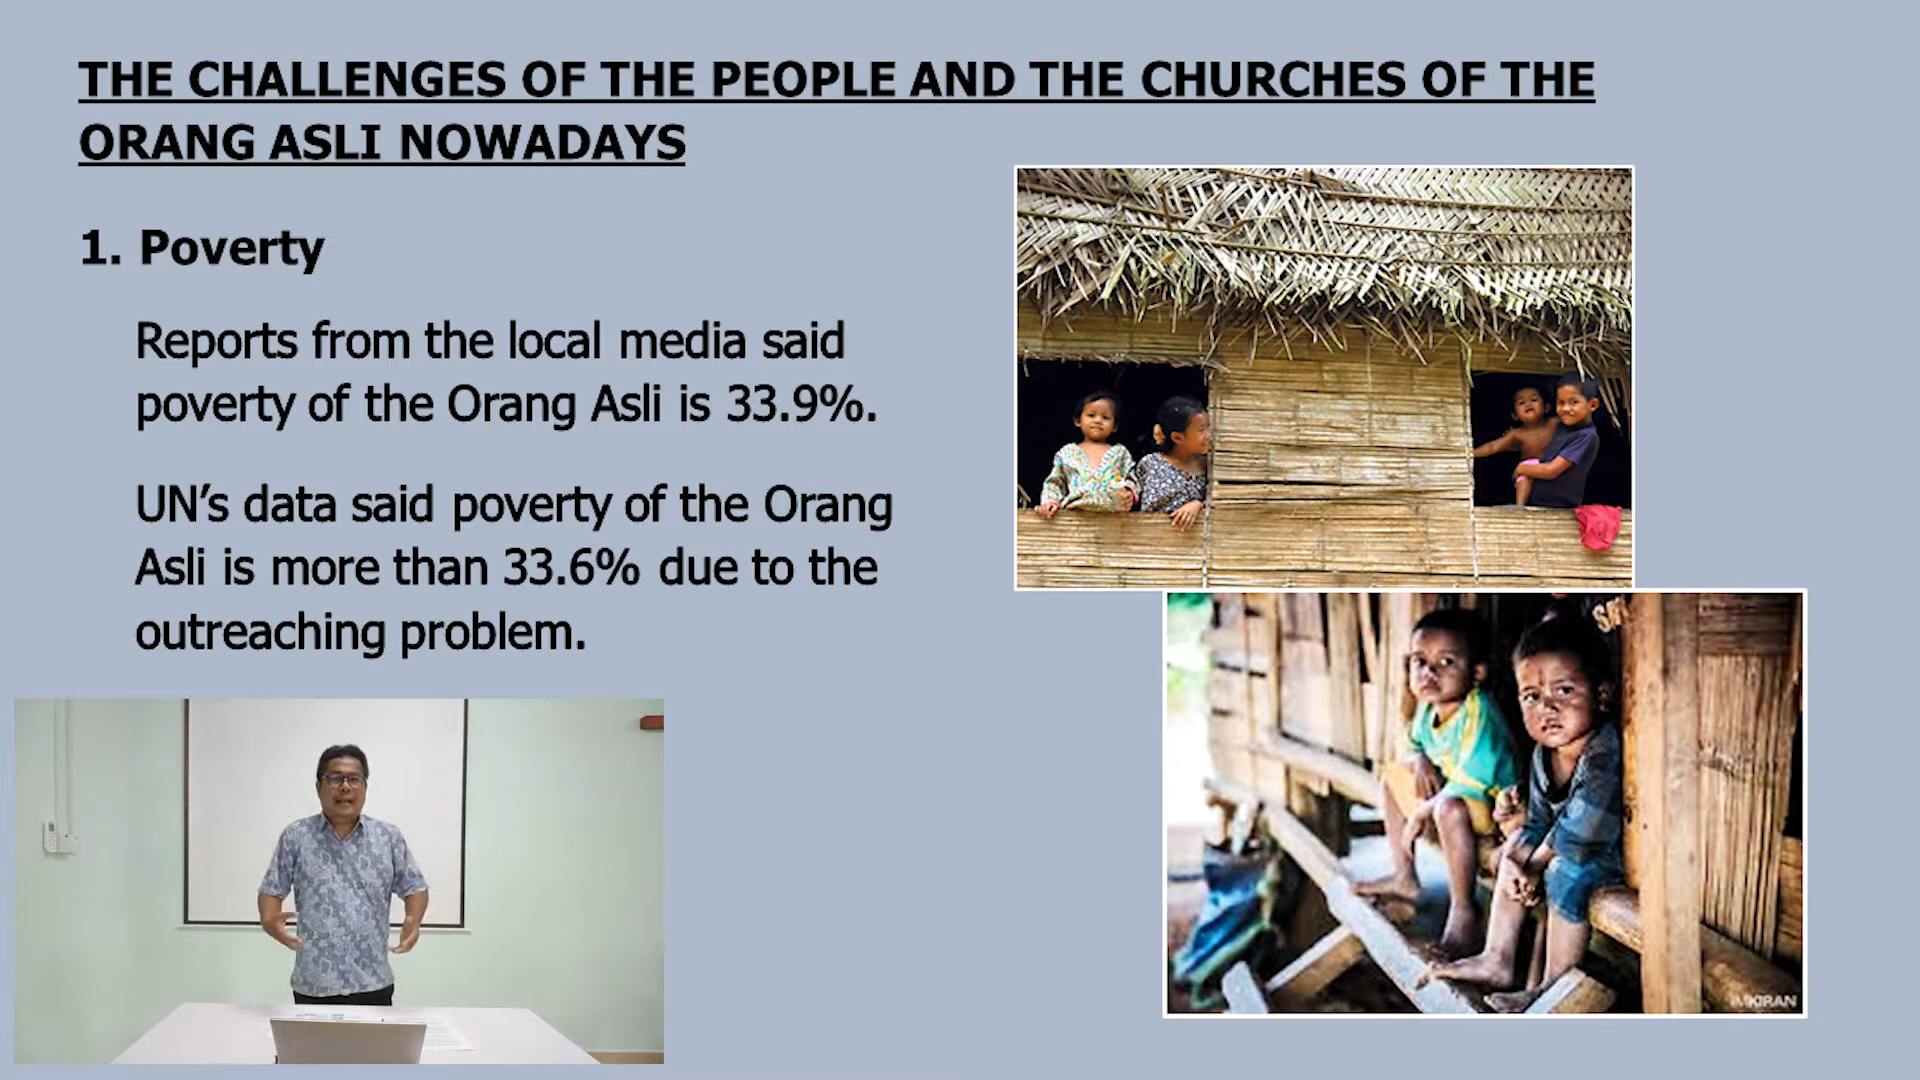 THE CHALLENGES OF THE PEOPLE AND THE CHURCHES OF THE
ORANG ASLI NOWADAYS
1. Poverty
Reports from the local media said
poverty of the Orang Asli is 33.9%.
UN’s data said poverty of the Orang
Asli is more than 33.6% due to the
outreaching problem.